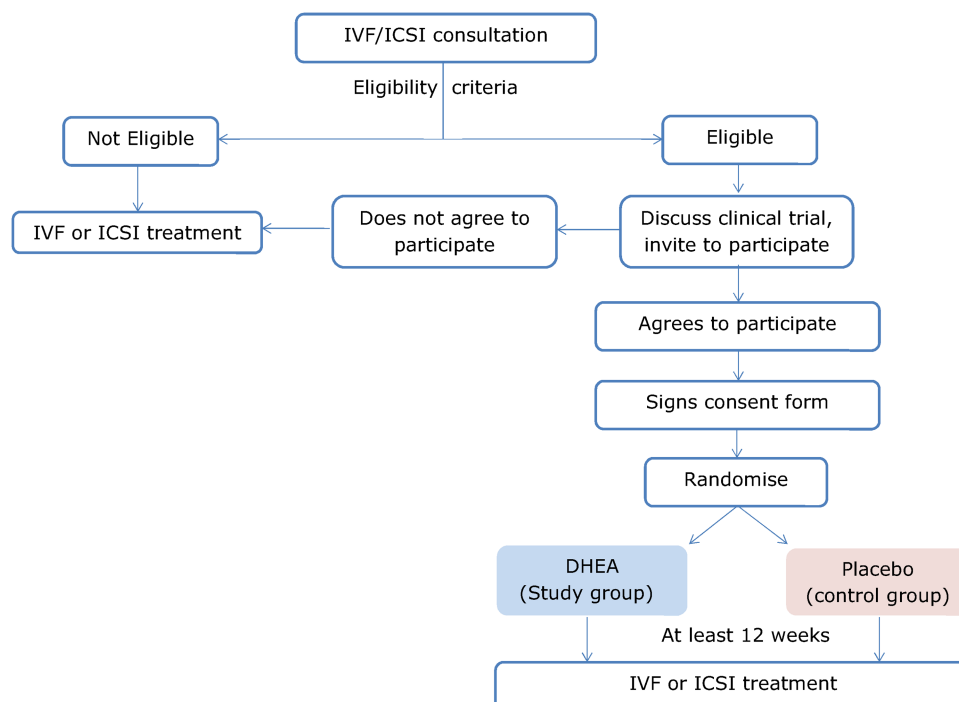 IVF/ICSI consultation
Eligibility criteria
Not Eligible
Eligible
IVF or ICSI treatment
Does not agree to
participate
Discuss clinical trial,
invite to participate
Agrees to participate
Signs consent form
Randomise
DHEA
(Study group)
Placebo
(control group)
At least 12 weeks
IVF or ICSI treatment